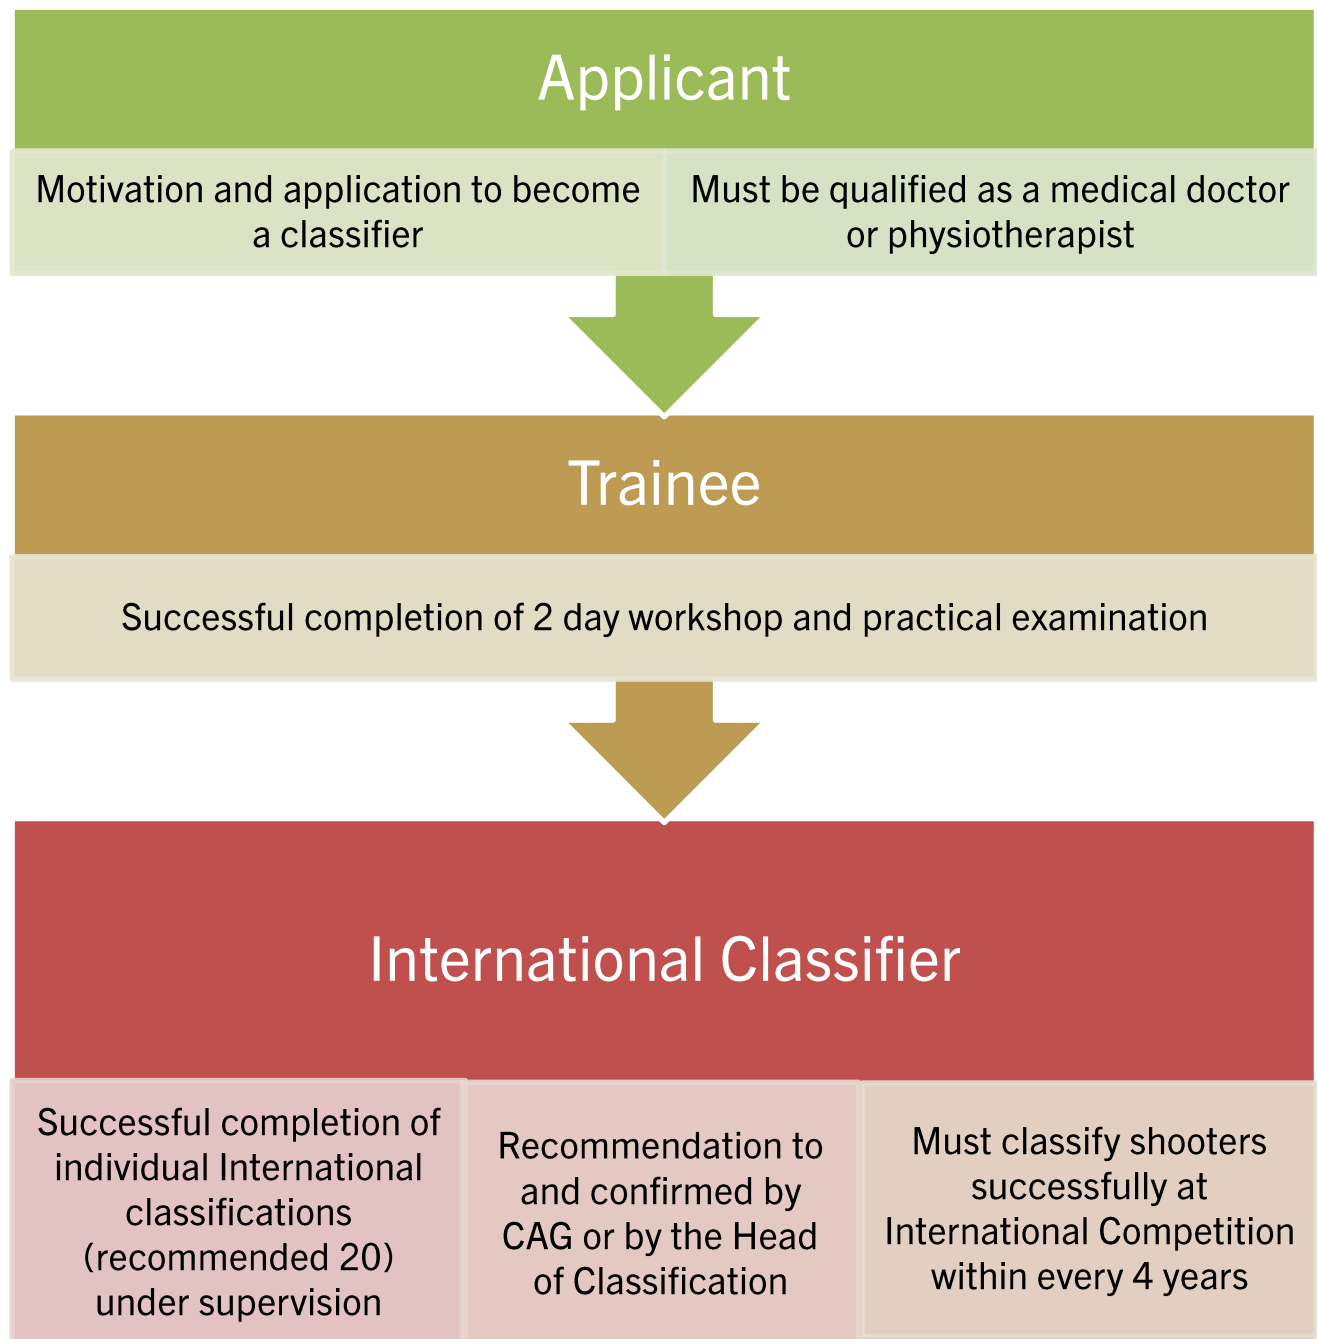 Applicant
Motivation and application to become
a classifier
Must be qualified as a medical doctor
or physiotherapist
Trainee
Successful completion of 2 day workshop and practical examination
International Classifier
Successful completion of
individual International
classifications
(recommended 20)
under supervision
Recommendation to
and confirmed by
CAG or by the Head
of Classification
Must classify shooters
successfully at
International Competition
within every 4 years